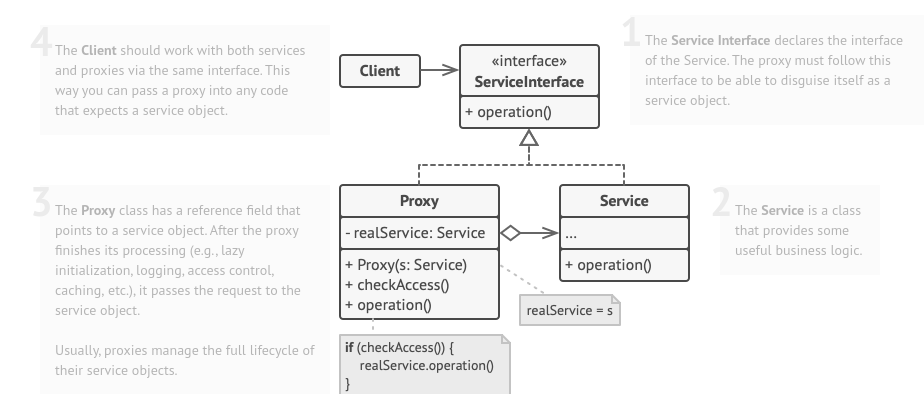 4
The Client should work with both services
and proxies via the same interface. This
way you can pass a proxy into any code
that expects a service object.
Client
«interface»
ServiceInterface
+ operation()
1
The Service Interface declares the interface
of the Service. The proxy must follow this
interface to be able to disguise itself as a
service object.
3
The Proxy class has a reference field that
points to a service object. After the proxy
finishes its processing (e.g., lazy
initialization, logging, access control,
caching, etc.), it passes the request to the
service object.
Usually, proxies manage the full lifecycle of
their service objects.
Proxy
- realService: Service
+ Proxy(s: Service)
+ checkAccess()
+ operation()
Service
...
+ operation()
2
The Service is a class
that provides some
useful business logic.
realService = s
if (checkAccess()) {
realService.operation()
}